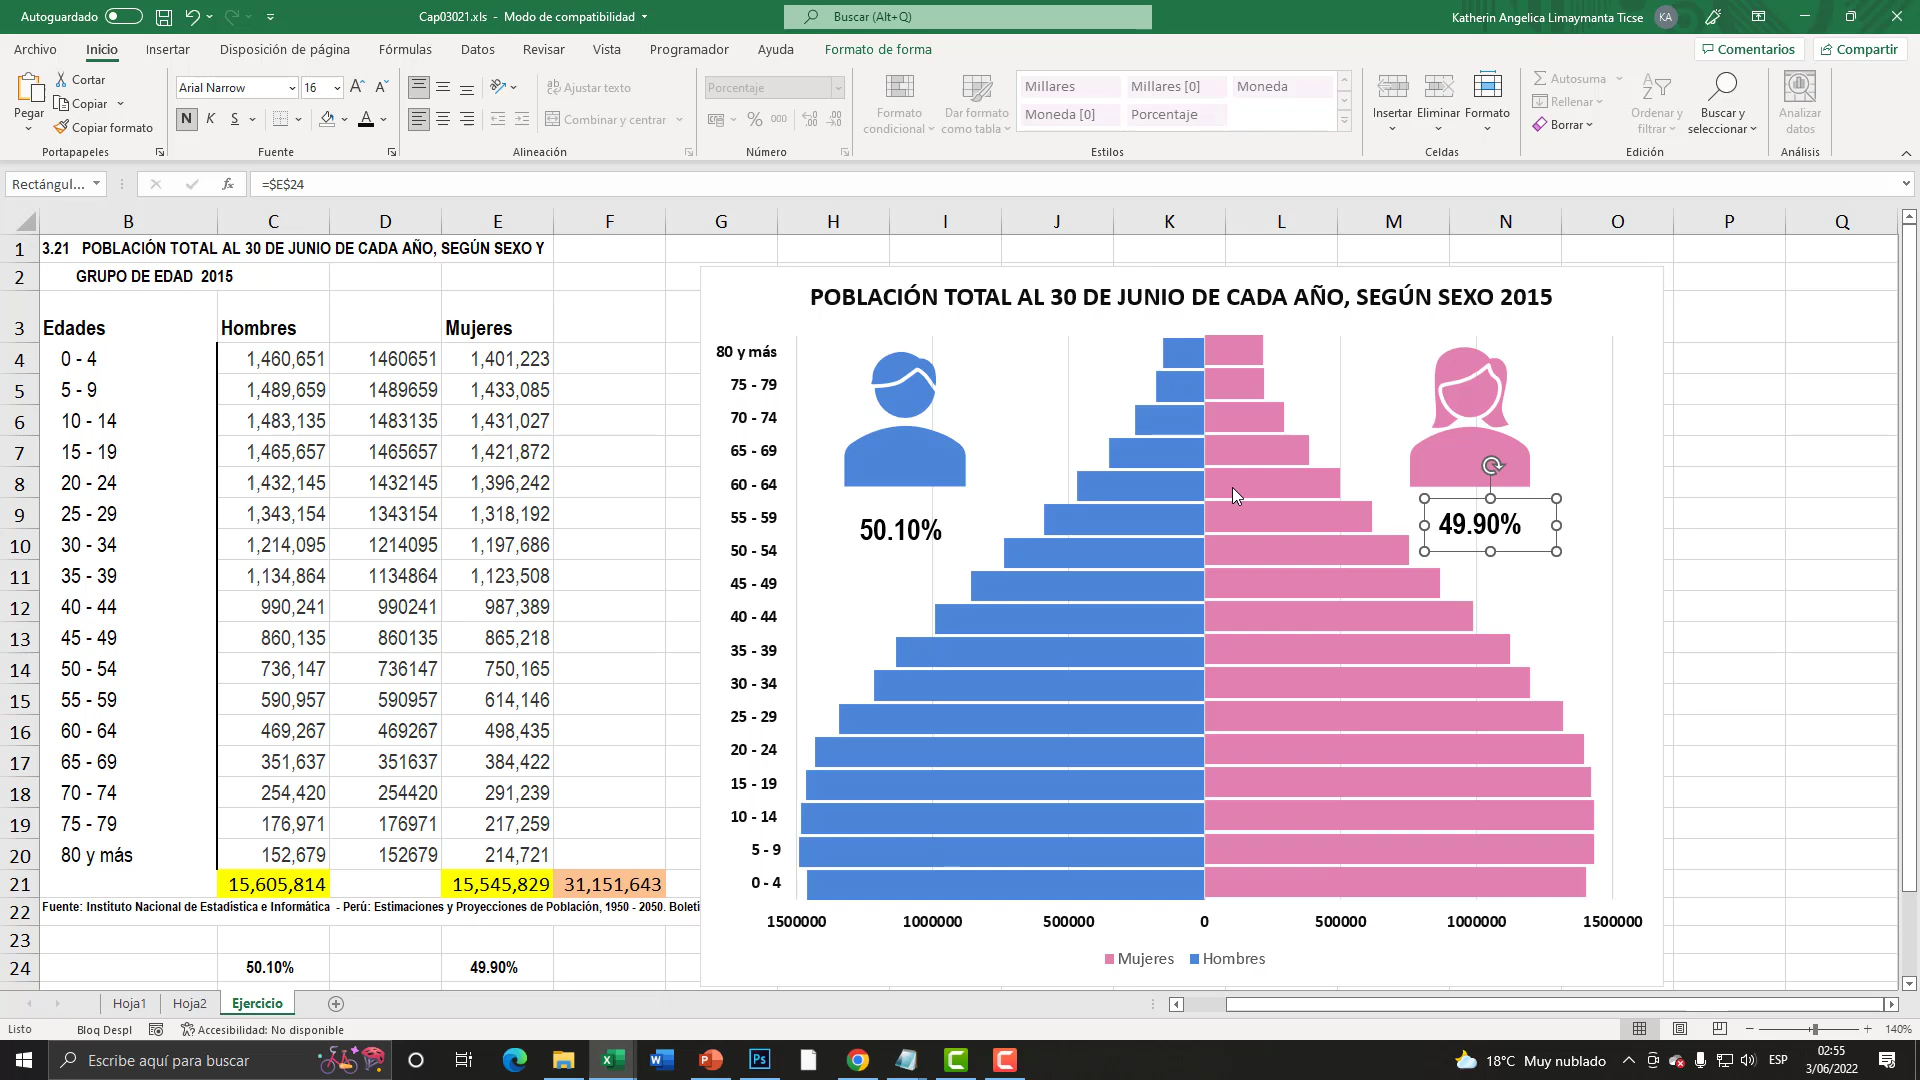 Autoguardado Cap03021.xls - Modo de compatibilidad Buscar (Alt+Q) Katherin Angelica Limaymanta Ticse KA
Archivo Inicio Insertar Disposición de página Fórmulas Datos Revisar Vista Programador Ayuda Formato de forma Comentarios Compartir
Pegar
Cortar
Copiar
Copiar formato
Portapapeles
Arial Narrow 16
N K S
Fuente
Ajustar texto
Combinar y centrar
Alineación
Porcentaje
% 000
Número
Formato condicional
Dar formato como tabla
Millares Millares [0] Moneda
Moneda [0] Porcentaje
Estilos
Insertar Eliminar Formato
Celdas
Autosuma
Rellenar
Borrar
Ordenar y filtrar
Buscar y seleccionar
Edición
Analizar datos
Análisis
Rectángul... fx =$E$24
B C D E F G H I J K L M N O P Q
1 3.21 POBLACIÓN TOTAL AL 30 DE JUNIO DE CADA AÑO, SEGÚN SEXO Y
2 GRUPO DE EDAD 2015
3 Edades Hombres Mujeres
4 0 - 4 1,460,651 1460651 1,401,223
5 5 - 9 1,489,659 1489659 1,433,085
6 10 - 14 1,483,135 1483135 1,431,027
7 15 - 19 1,465,657 1465657 1,421,872
8 20 - 24 1,432,145 1432145 1,396,242
9 25 - 29 1,343,154 1343154 1,318,192
10 30 - 34 1,214,095 1214095 1,197,686
11 35 - 39 1,134,864 1134864 1,123,508
12 40 - 44 990,241 990241 987,389
13 45 - 49 860,135 860135 865,218
14 50 - 54 736,147 736147 750,165
15 55 - 59 590,957 590957 614,146
16 60 - 64 469,267 469267 498,435
17 65 - 69 351,637 351637 384,422
18 70 - 74 254,420 254420 291,239
19 75 - 79 176,971 176971 217,259
20 80 y más 152,679 152679 214,721
21 15,605,814 15,545,829 31,151,643
22 Fuente: Instituto Nacional de Estadística e Informática - Perú: Estimaciones y Proyecciones de Población, 1950 - 2050. Boletí
23
24 50.10% 49.90%
POBLACIÓN TOTAL AL 30 DE JUNIO DE CADA AÑO, SEGÚN SEXO 2015
80 y más
75 - 79
70 - 74
65 - 69
60 - 64
55 - 59
50 - 54
45 - 49
40 - 44
35 - 39
30 - 34
25 - 29
20 - 24
15 - 19
10 - 14
5 - 9
0 - 4
50.10%
49.90%
1500000 1000000 500000 0 500000 1000000 1500000
Mujeres Hombres
Hoja1 Hoja2 Ejercicio
Listo Bloq Despl Accesibilidad: No disponible 140%
Escribe aquí para buscar 18°C Muy nublado ESP 02:55
3/06/2022